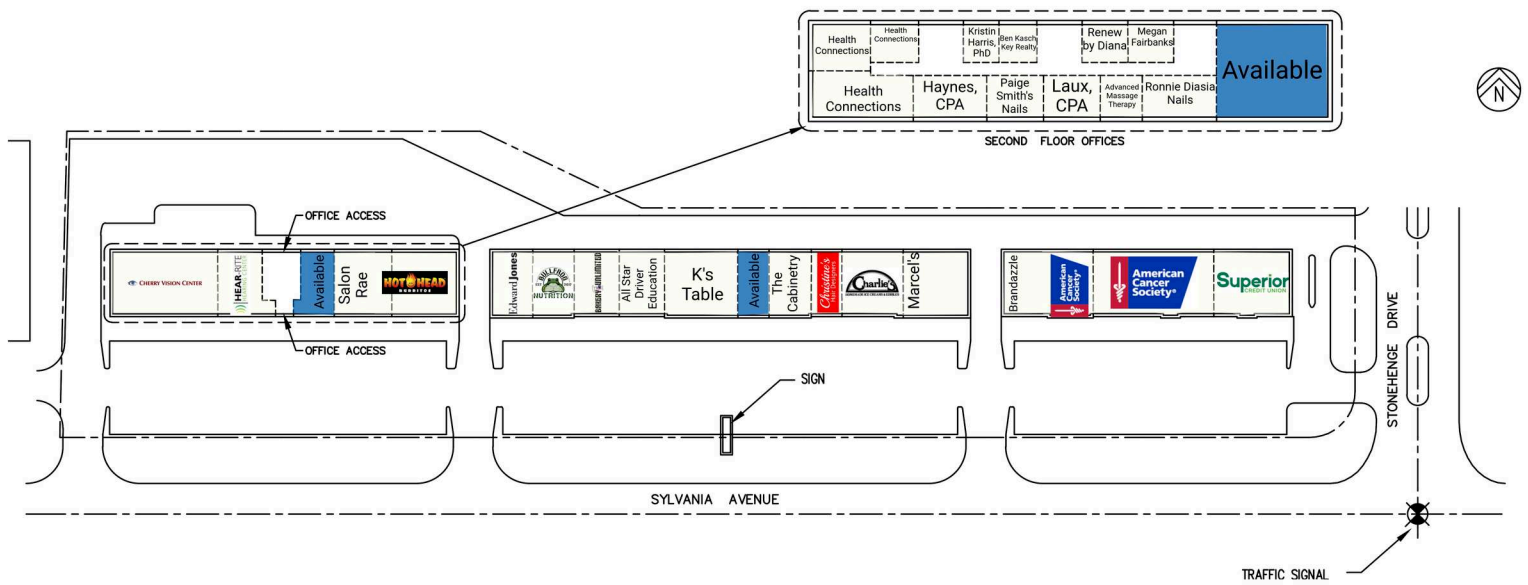 Health
Connections
Health
Connections
Kristin
Harris,
PhD
Ben Kasch
Key Realty
Renew
by Diana
Megan
Fairbanks
Available
Health
Connections
Haynes,
CPA
Paige
Smith's
Nails
Laux,
CPA
Advanced
Massage
Therapy
Ronnie Diasia
Nails
SECOND FLOOR OFFICES
N
OFFICE ACCESS
CHERRY VISION CENTER
HEAR-RITE
Available
Salon
Rae
HOT HEAD
BURRITOS
OFFICE ACCESS
Edward Jones
BULLFROG
NUTRITION
All Star
Driver
Education
K's
Table
Available
The
Cabinetry
Christine's
Hair Designers
Charlie's
Marcel's
Brandazzle
American
Cancer
Society®
American
Cancer
Society®
Superior
CREDIT UNION
SIGN
STONEHENGE DRIVE
SYLVANIA AVENUE
TRAFFIC SIGNAL